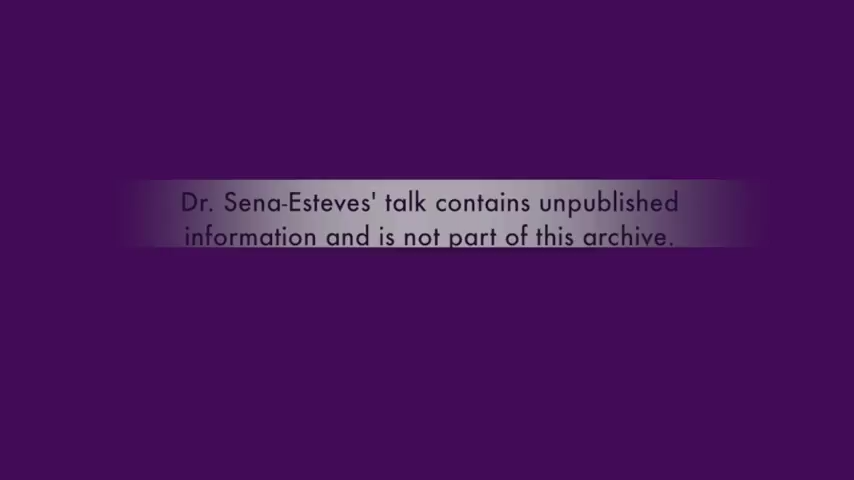 Dr. Sena-Esteves' talk contains unpublished
information and is not part of this archive.